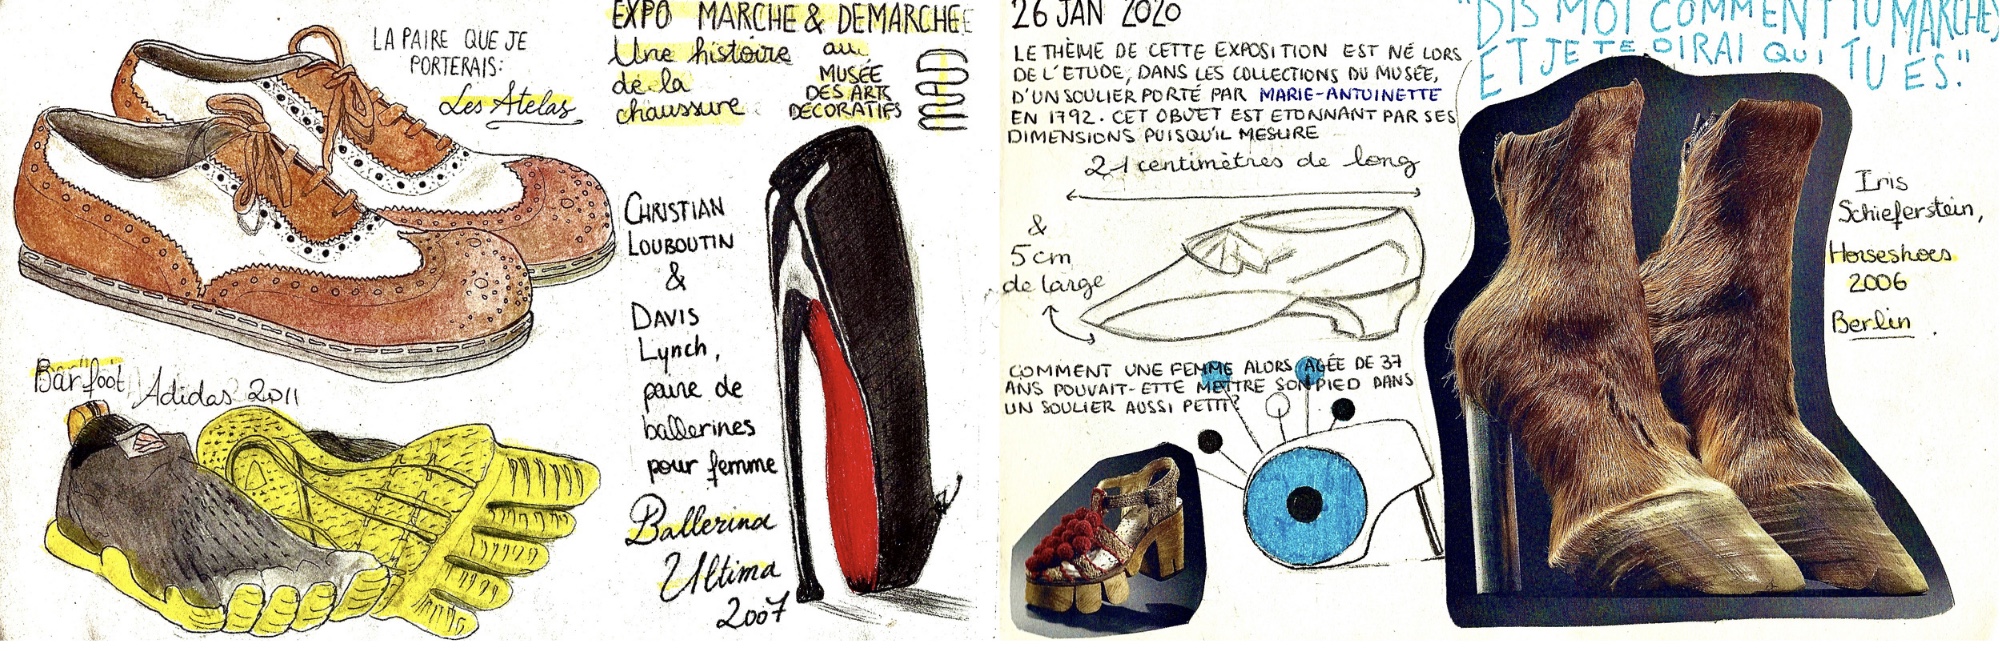 LA PAIRE QUE JE
PORTERAIS:
Les Atelas
Barfoot, Adidas 2011
EXPO MARCHE & DEMARCHE
Une histoire
de la
chaussure
au
MUSÉE
DES ARTS
DÉCORATIFS
MAD
CHRISTIAN
LOUBOUTIN
&
DAVIS
Lynch,
paire de
ballerines
pour femme
Ballerina
Ultima
2007
26 JAN 2020
LE THÈME DE CETTE EXPOSITION EST NÉ LORS
DE L'ETUDE, DANS LES COLLECTIONS DU MUSÉE,
D'UN SOULIER PORTÉ PAR MARIE-ANTOINETTE
EN 1792. CET OBJET EST ETONNANT PAR SES
DIMENSIONS PUISQU'IL MESURE
21 centimètres de long
&
5 cm
de large
COMMENT UNE FEMME ALORS AGÉE DE 37
ANS POUVAIT-ETTE METTRE SON PIED DANS
UN SOULIER AUSSI PETIT?
"DIS MOI COMMENT TU MARCHES
ET JE TE DIRAI QUI TU ES."
Iris
Schieferstein,
Horseshoes
2006
Berlin.